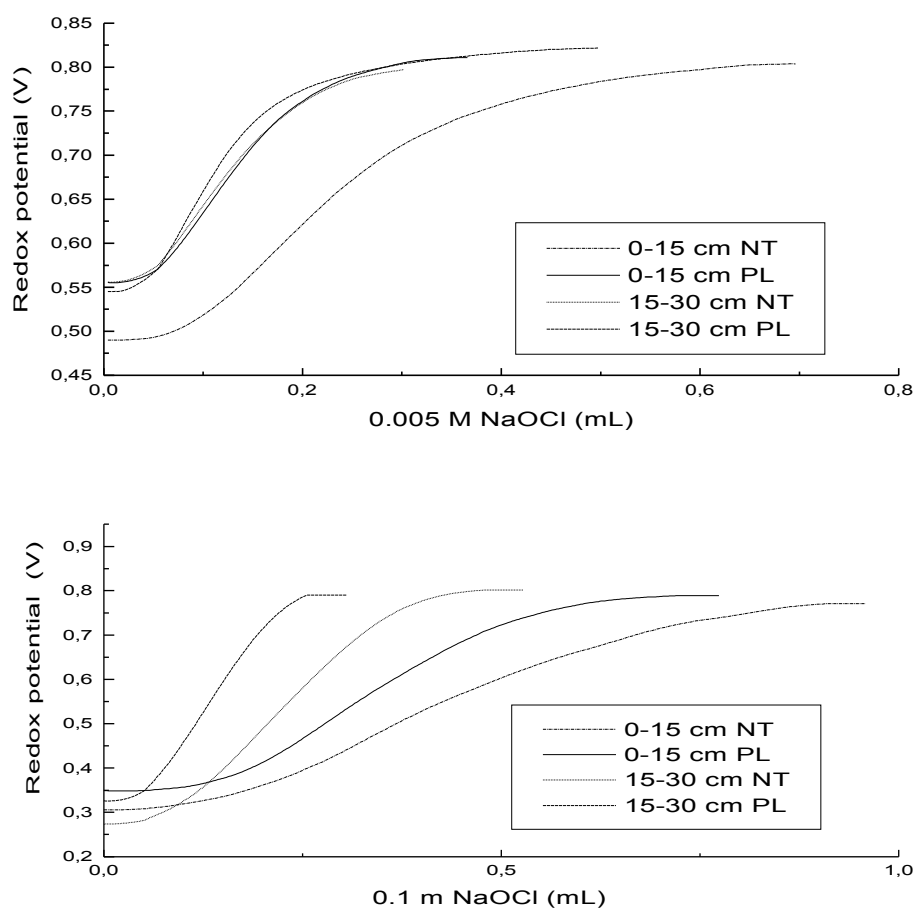 0,85
0,80
0,75
0,70
0,65
0,60
0,55
0,50
0,45
Redox potential (V)
0-15 cm NT
0-15 cm PL
15-30 cm NT
15-30 cm PL
0,0 0,2 0,4 0,6 0,8
0.005 M NaOCl (mL)
0,9
0,8
0,7
0,6
0,5
0,4
0,3
0,2
Redox potential (V)
0-15 cm NT
0-15 cm PL
15-30 cm NT
15-30 cm PL
0,0 0,5 1,0
0.1 m NaOCl (mL)